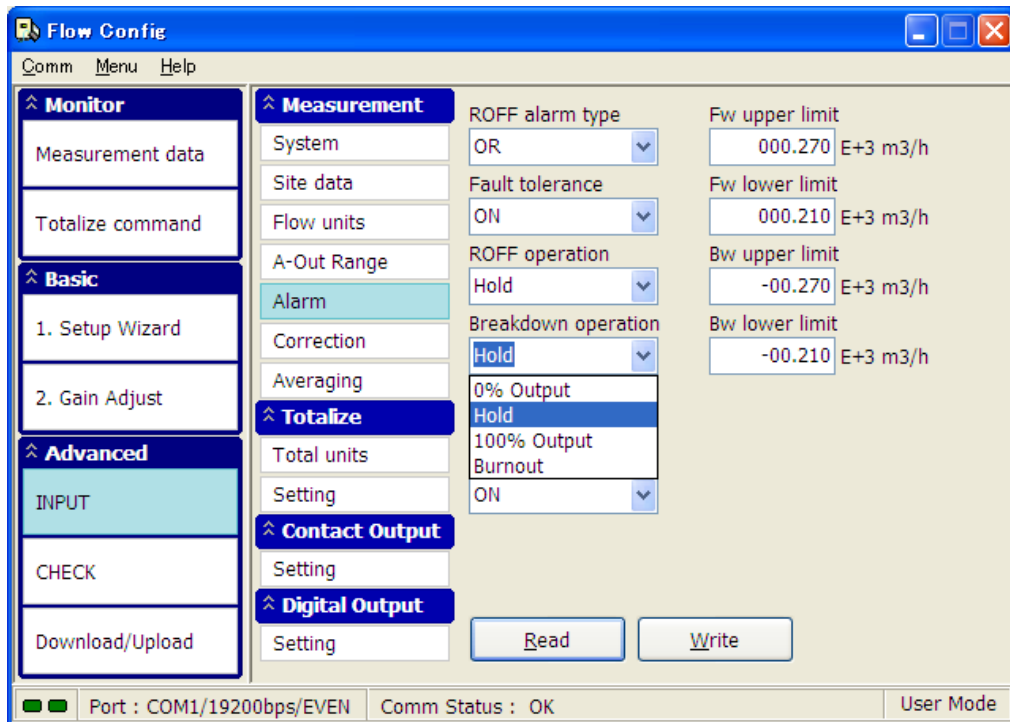 Flow Config
Comm Menu Help
Monitor
Measurement data
Totalize command
Basic
1. Setup Wizard
2. Gain Adjust
Advanced
INPUT
CHECK
Download/Upload
Measurement
System
Site data
Flow units
A-Out Range
Alarm
Correction
Averaging
Totalize
Total units
Setting
Contact Output
Setting
Digital Output
Setting
ROFF alarm type
OR
Fault tolerance
ON
ROFF operation
Hold
Breakdown operation
Hold
0% Output
Hold
100% Output
Burnout
ON
Fw upper limit
000.270 E+3 m3/h
Fw lower limit
000.210 E+3 m3/h
Bw upper limit
-00.270 E+3 m3/h
Bw lower limit
-00.210 E+3 m3/h
Read
Write
Port : COM1/19200bps/EVEN
Comm Status : OK
User Mode